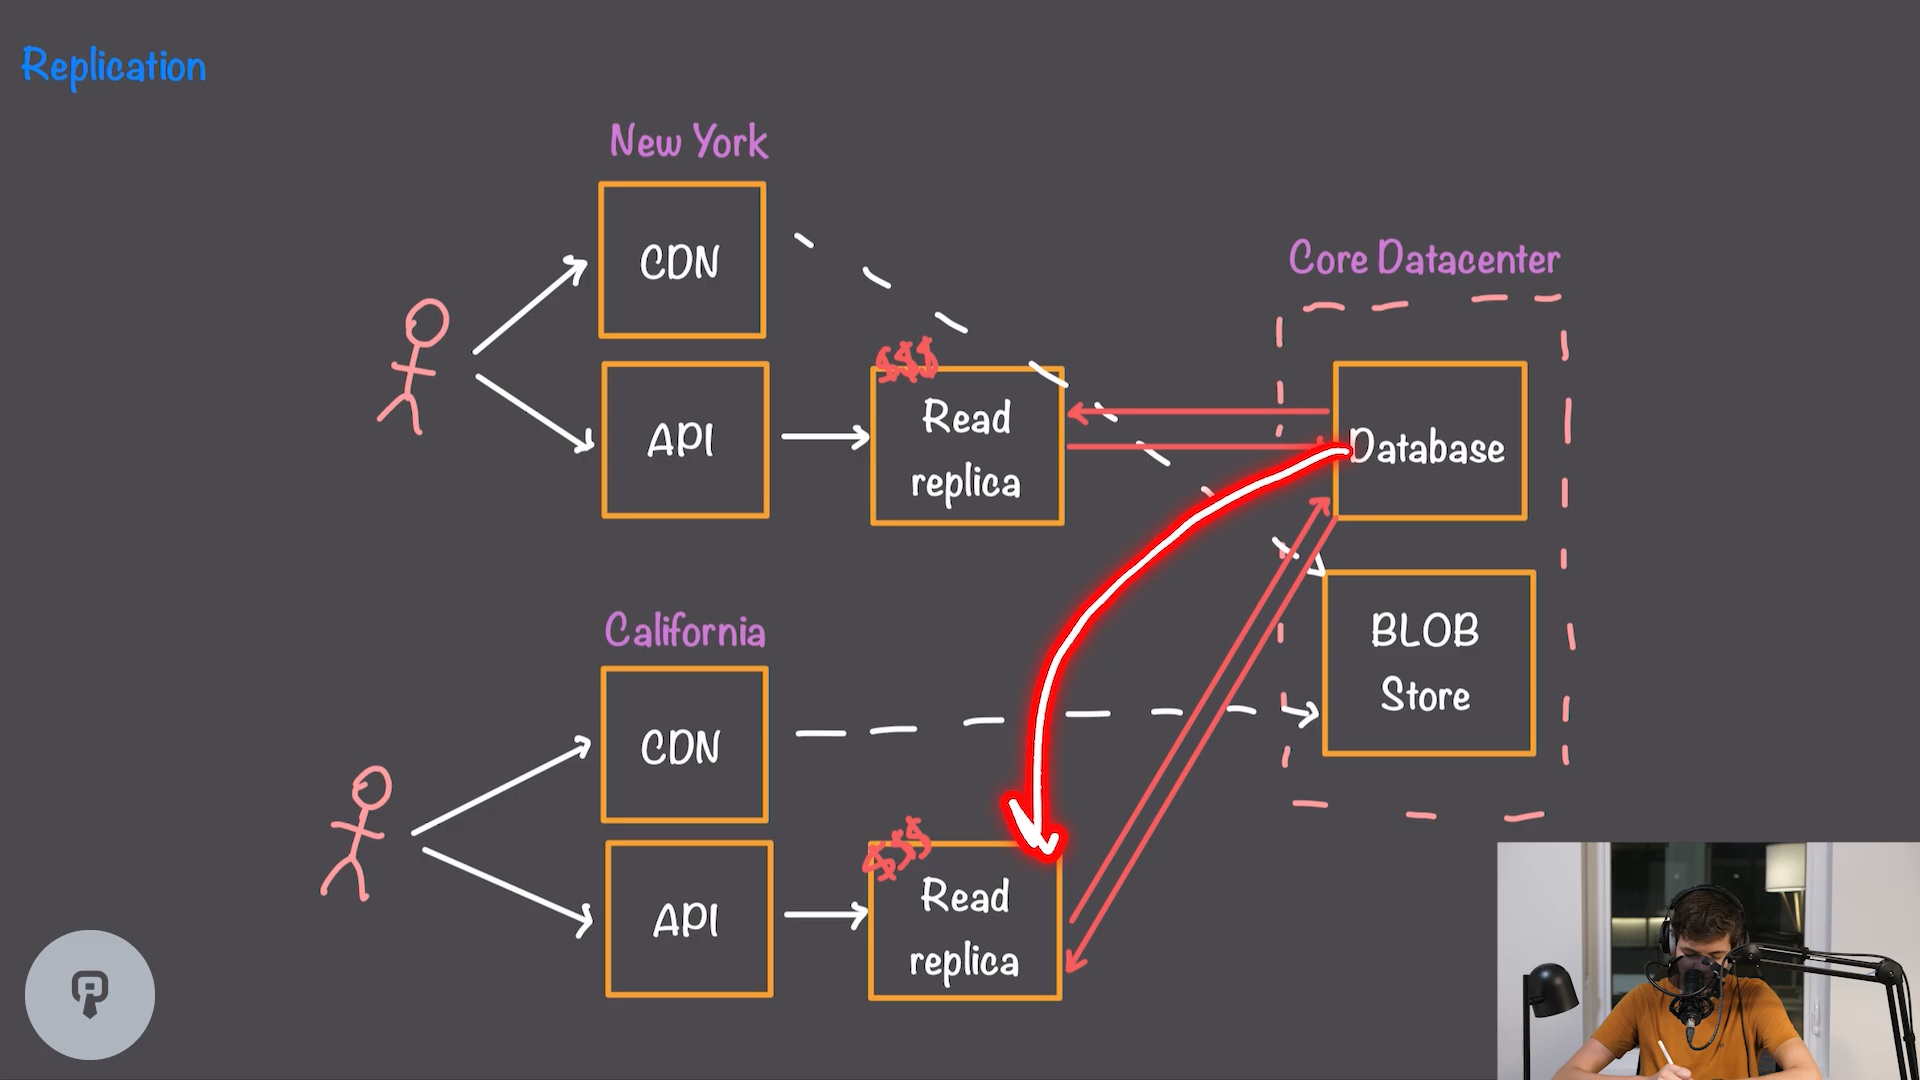 Replication
New York
CDN
API
$$$
Read
replica
Core Datacenter
Database
BLOB
Store
California
CDN
API
$$$
Read
replica